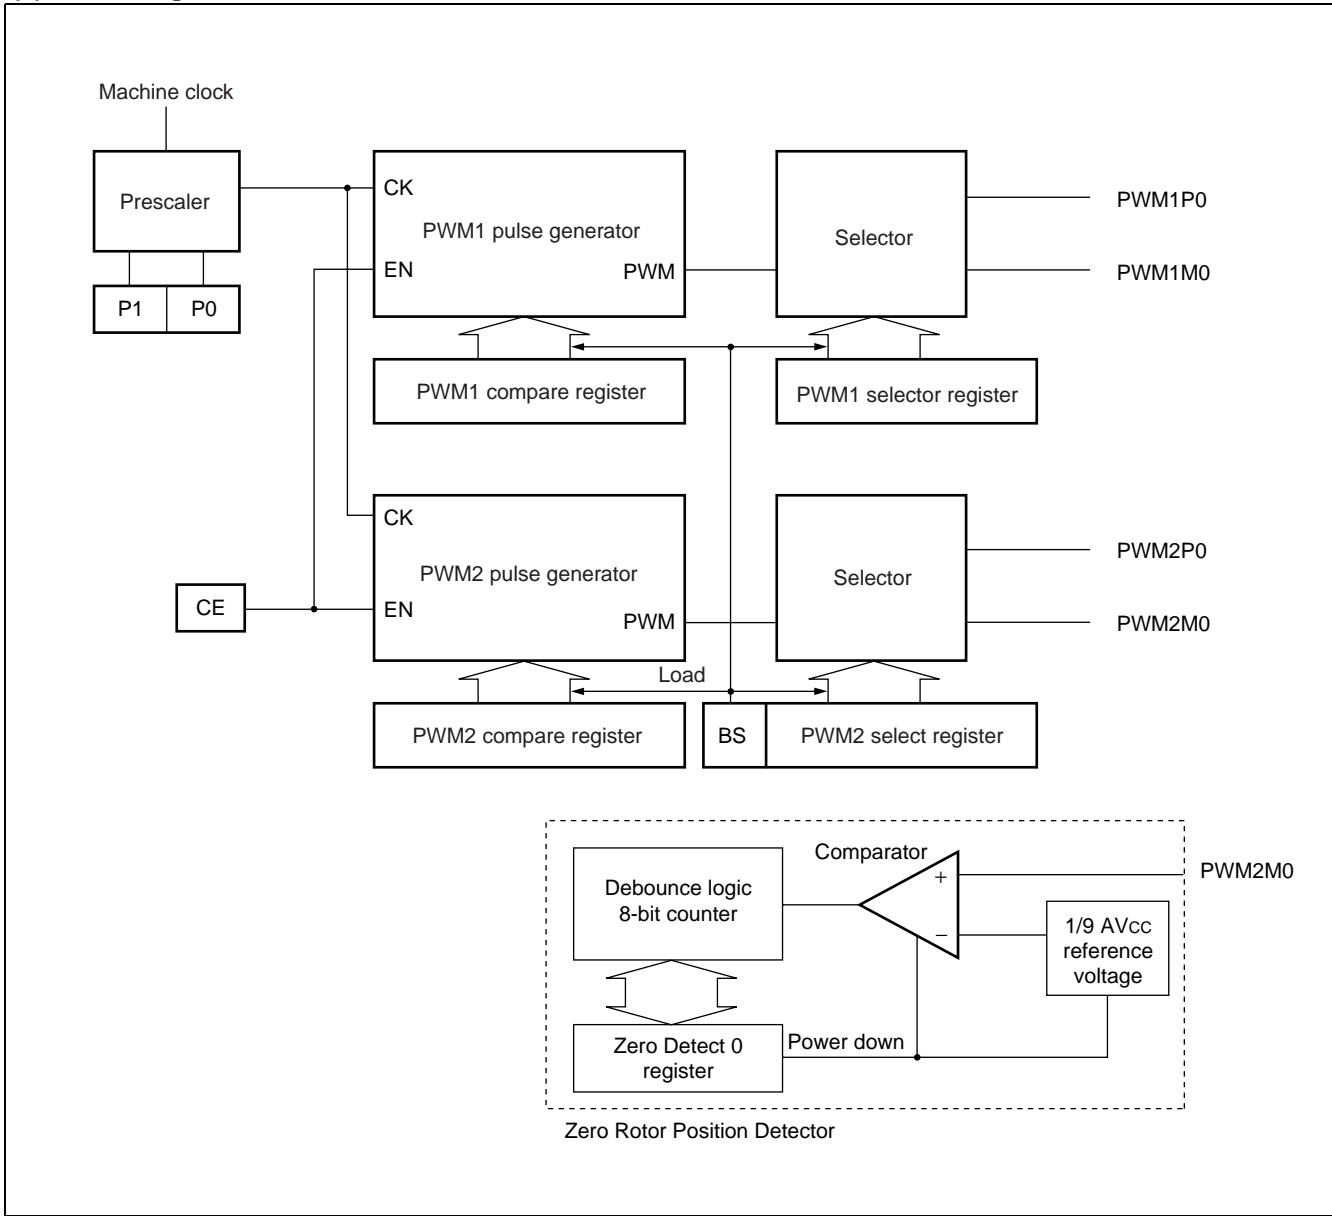 Machine clock
Prescaler
P1
P0
CK
PWM1 pulse generator
EN
PWM
Selector
PWM1P0
PWM1M0
PWM1 compare register
PWM1 selector register
CK
PWM2 pulse generator
EN
PWM
CE
Selector
PWM2P0
PWM2M0
Load
PWM2 compare register
BS
PWM2 select register
Comparator
Debounce logic
8-bit counter
+
−
PWM2M0
1/9 AVCC
reference
voltage
Zero Detect 0
register
Power down
Zero Rotor Position Detector